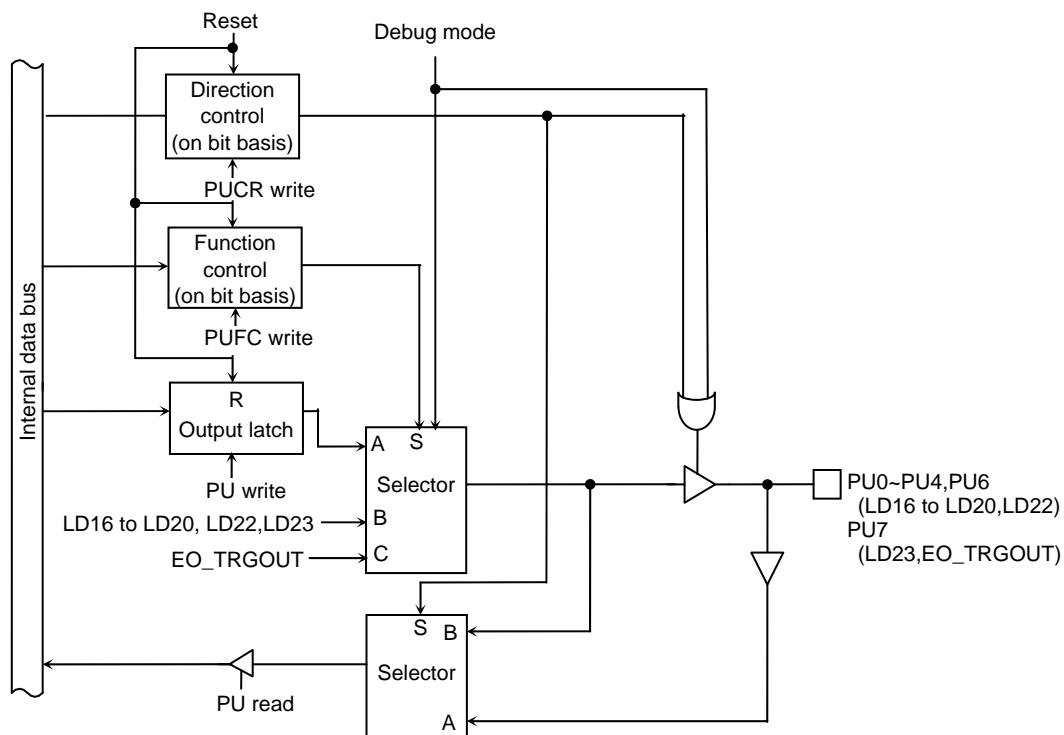 Reset
Debug mode
Direction
control
(on bit basis)
PUCR write
Function
control
(on bit basis)
PUFC write
Internal data bus
R
Output latch
PU write
A
S
Selector
B
C
LD16 to LD20, LD22,LD23
EO_TRGOUT
PU0~PU4,PU6
(LD16 to LD20,LD22)
PU7
(LD23,EO_TRGOUT)
S
B
Selector
A
PU read